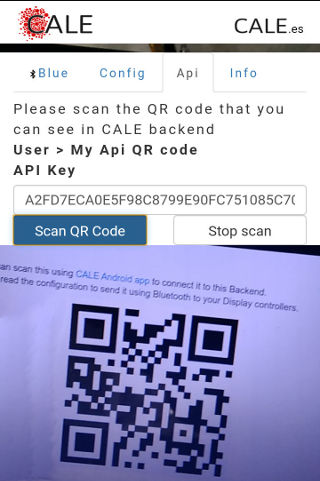 CALE
CALE.es
Blue
Config
Api
Info
Please scan the QR code that you
can see in CALE backend
User > My Api QR code
API Key
A2FD7ECA0E5F98C8799E90FC751085C70
Scan QR Code
Stop scan
an scan this using CALE Android app to connect it to this Backend.
read the configuration to send it using Bluetooth to your Display controllers.